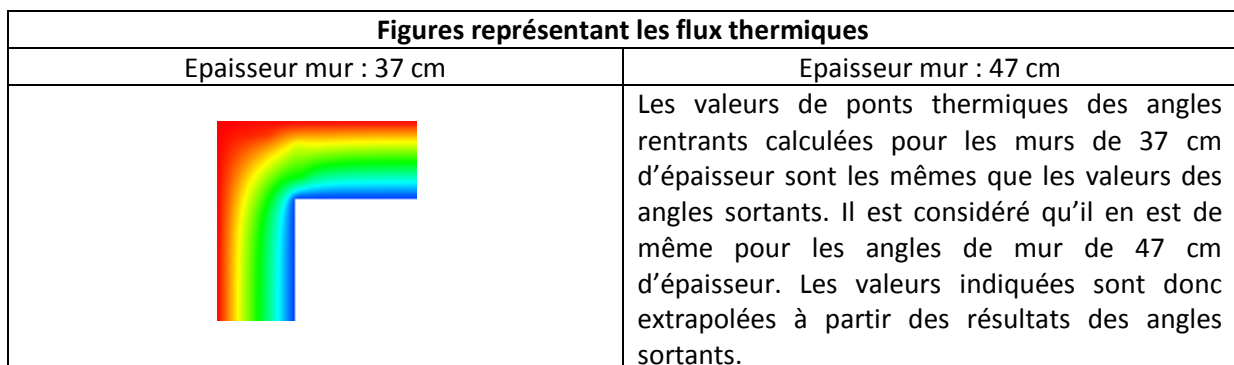 Figures représentant les flux thermiques
Epaisseur mur : 37 cm
Epaisseur mur : 47 cm
Les valeurs de ponts thermiques des angles
rentrants calculées pour les murs de 37 cm
d’épaisseur sont les mêmes que les valeurs des
angles sortants. Il est considéré qu’il en est de
même pour les angles de mur de 47 cm
d’épaisseur. Les valeurs indiquées sont donc
extrapolées à partir des résultats des angles
sortants.